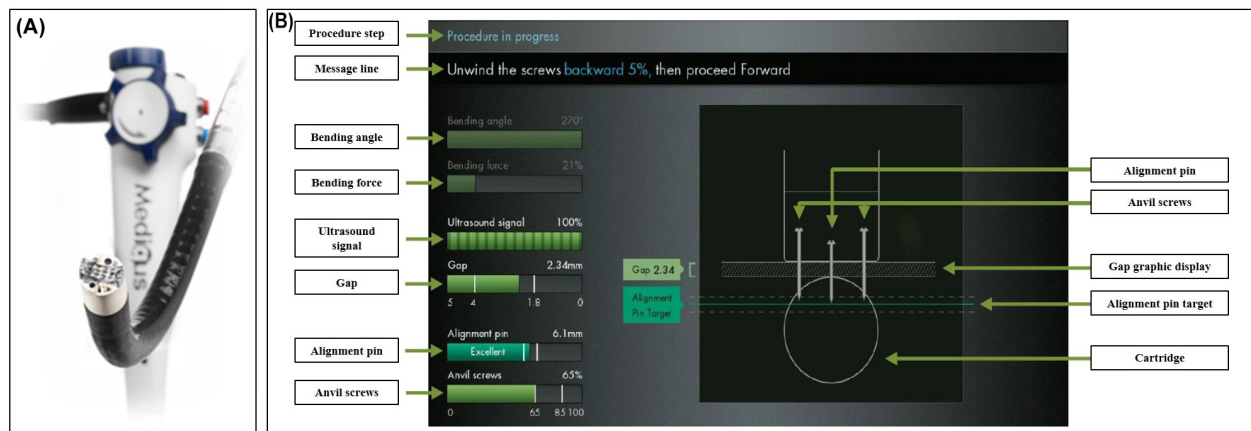 (A)
MediGus
(B)
Procedure step
Message line
Bending angle
Bending force
Ultrasound
signal
Gap
Alignment pin
Anvil screws
Procedure in progress
Unwind the screws backward 5%, then proceed Forward
Bending angle 270°
Bending force 21%
Ultrasound signal 100%
Gap 2.34mm
5 4 1.8 0
Alignment pin 6.1mm
Excellent
Anvil screws 65%
0 65 85 100
Gap 2.34
Alignment
Pin Target
Alignment pin
Anvil screws
Gap graphic display
Alignment pin target
Cartridge